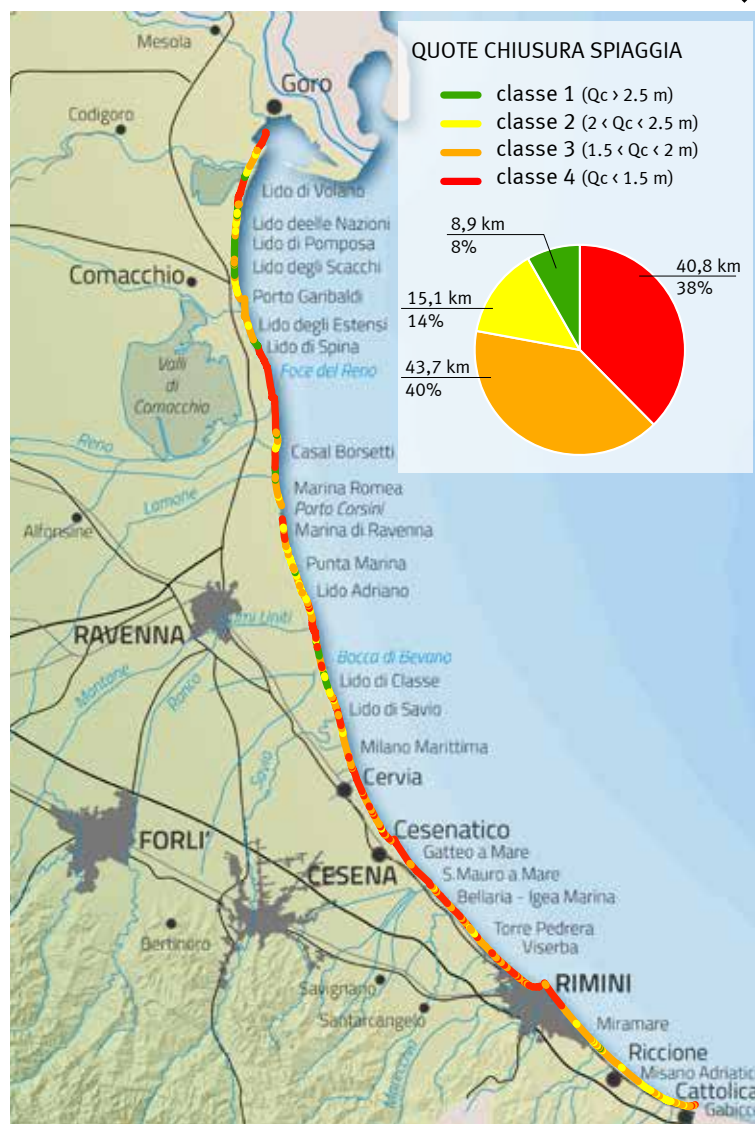 QUOTE CHIUSURA SPIAGGIA
classe 1 (Qc > 2.5 m)
classe 2 (2 < Qc < 2.5 m)
classe 3 (1.5 < Qc < 2 m)
classe 4 (Qc < 1.5 m)
8,9 km
8%
40,8 km
38%
15,1 km
14%
43,7 km
40%
Mesola
Goro
Codigoro
Lido di Volano
Lido deelle Nazioni
Lido di Pomposa
Lido degli Scacchi
Comacchio
Porto Garibaldi
Lido degli Estensi
Lido di Spina
Valli
di
Comacchio
Foce del Reno
Reno
Casal Borsetti
Lamone
Marina Romea
Porto Corsini
Alfonsine
Marina di Ravenna
Punta Marina
Lido Adriano
RAVENNA
Uniti
Bocca di Bevano
Montone
Ronco
Lido di Classe
Lido di Savio
Savio
Milano Marittima
Cervia
FORLI'
Cesenatico
Gatteo a Mare
CESENA
S.Mauro a Mare
Bellaria - Igea Marina
Bertinoro
Torre Pedrera
Viserba
Savignano
RIMINI
Santarcangelo
Miramare
Marecchia
Riccione
Misano Adriatic
Cattolica
Gabicc